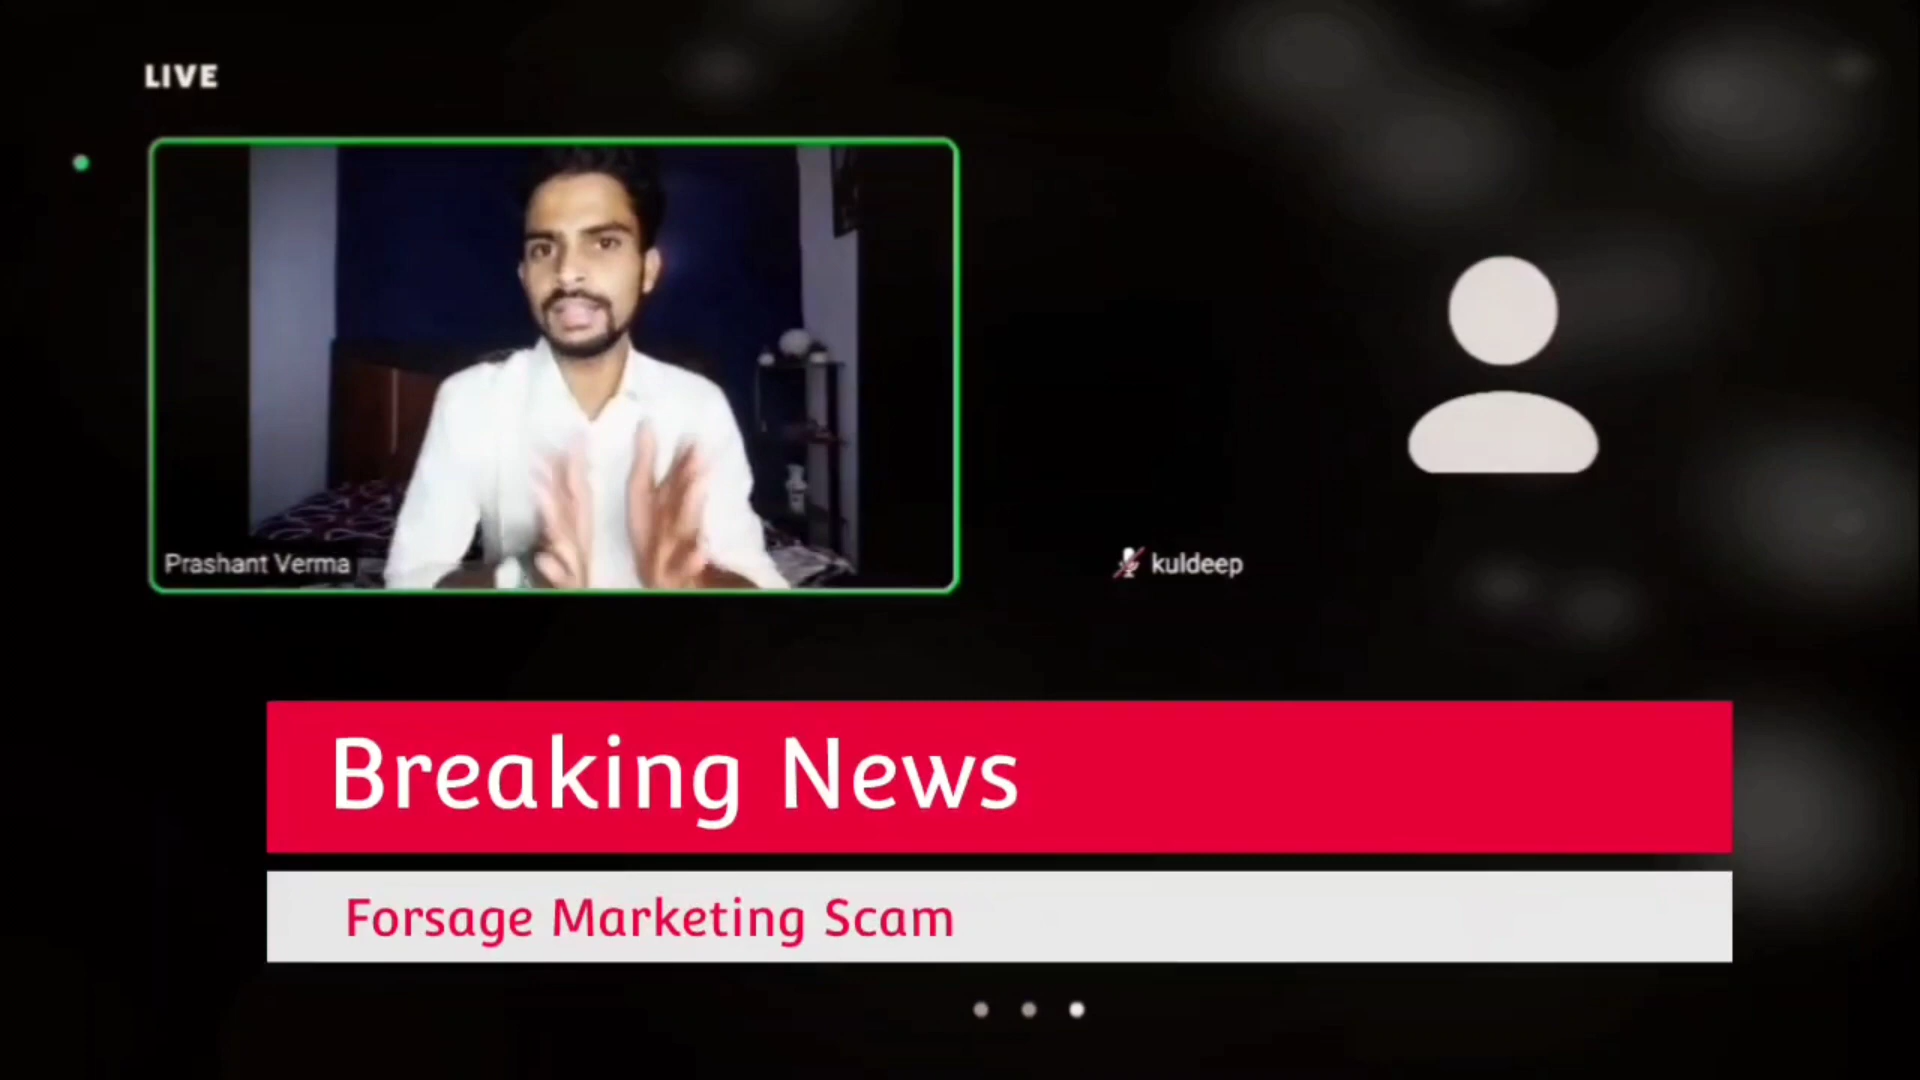 LIVE
Prashant Verma
kuldeep
Breaking News
Forsage Marketing Scam